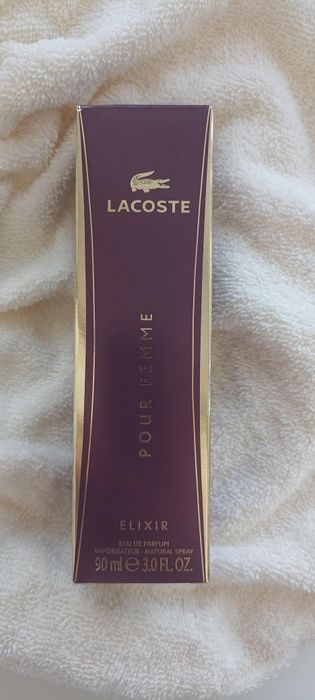 LACOSTE
POUR FEMME
ELIXIR
EAU DE PARFUM
VAPORISATEUR - NATURAL SPRAY
90 ml ℮ 3.0 FL.OZ.